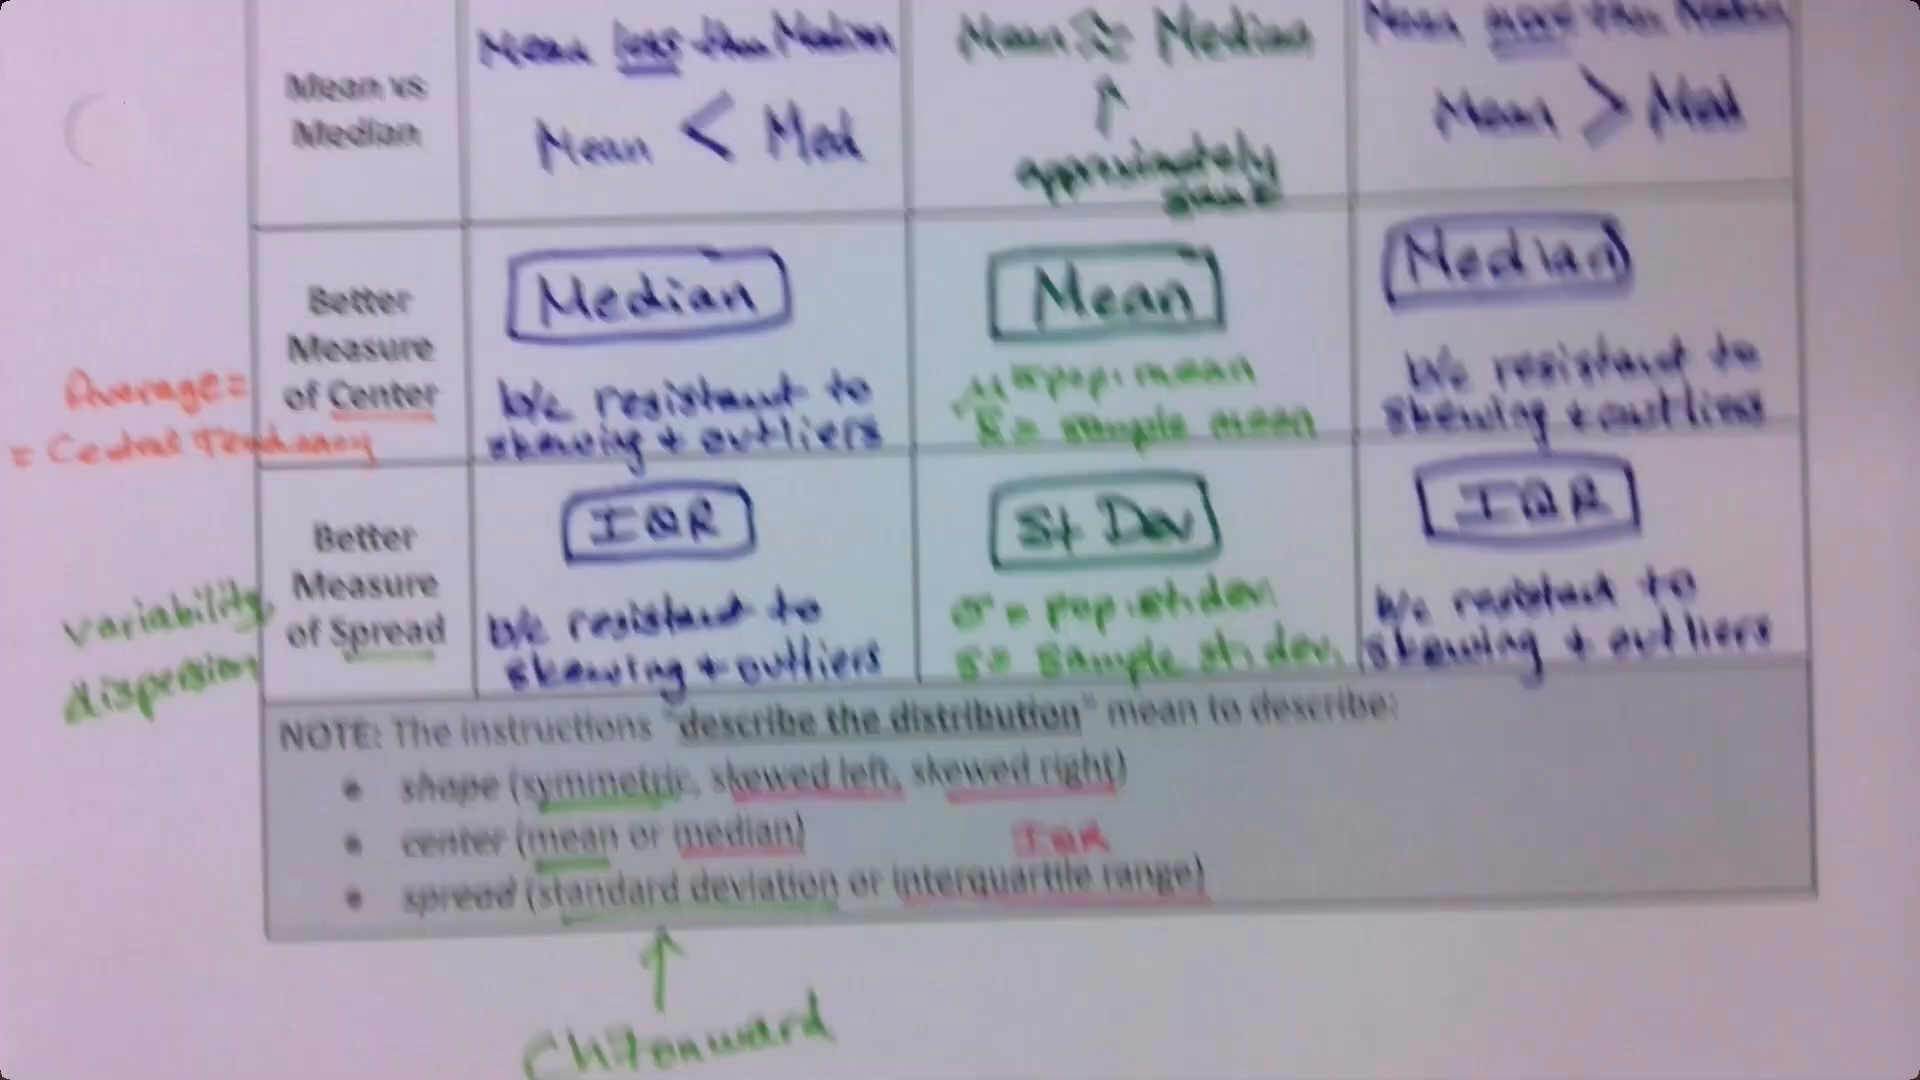 Mean less than Median
Mean ≈ Median
Mean more than Median
Mean vs
Median
Mean < Med
↑
approximately
same
Mean > Med
Better
Measure
of Center
Median
b/c resistant to
skewing + outliers
Mean
μ = pop. mean
x̄ = sample mean
Median
b/c resistant to
skewing + outliers
Average =
= Central Tendency
Better
Measure
of Spread
IQR
b/c resistant to
skewing + outliers
St Dev
σ = pop. st. dev.
s = sample st. dev.
IQR
b/c resistant to
skewing + outliers
variability
dispersion
NOTE: The instructions "describe the distribution" mean to describe:
• shape (symmetric, skewed left, skewed right)
• center (mean or median)
IQR
• spread (standard deviation or interquartile range)
↑
Ch 7 onward